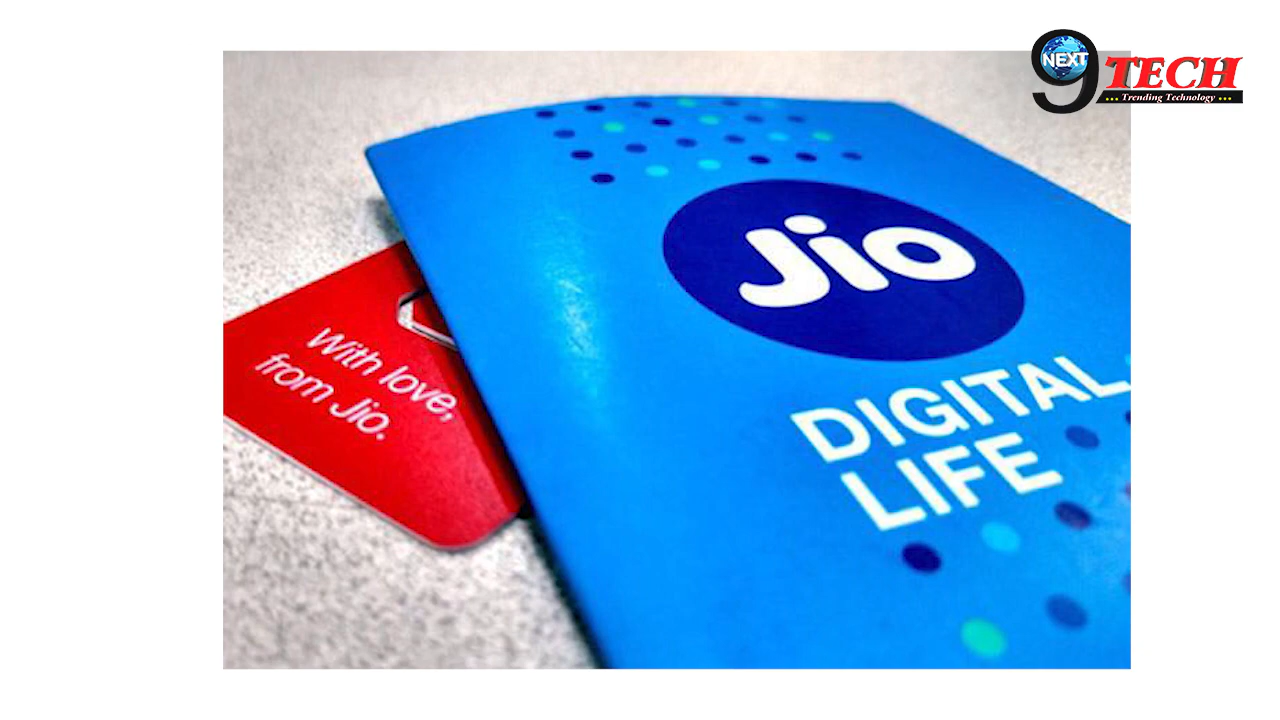 NEXT
9 TECH
... Trending Technology ...
Jio
DIGITAL
LIFE
With love,
from Jio.